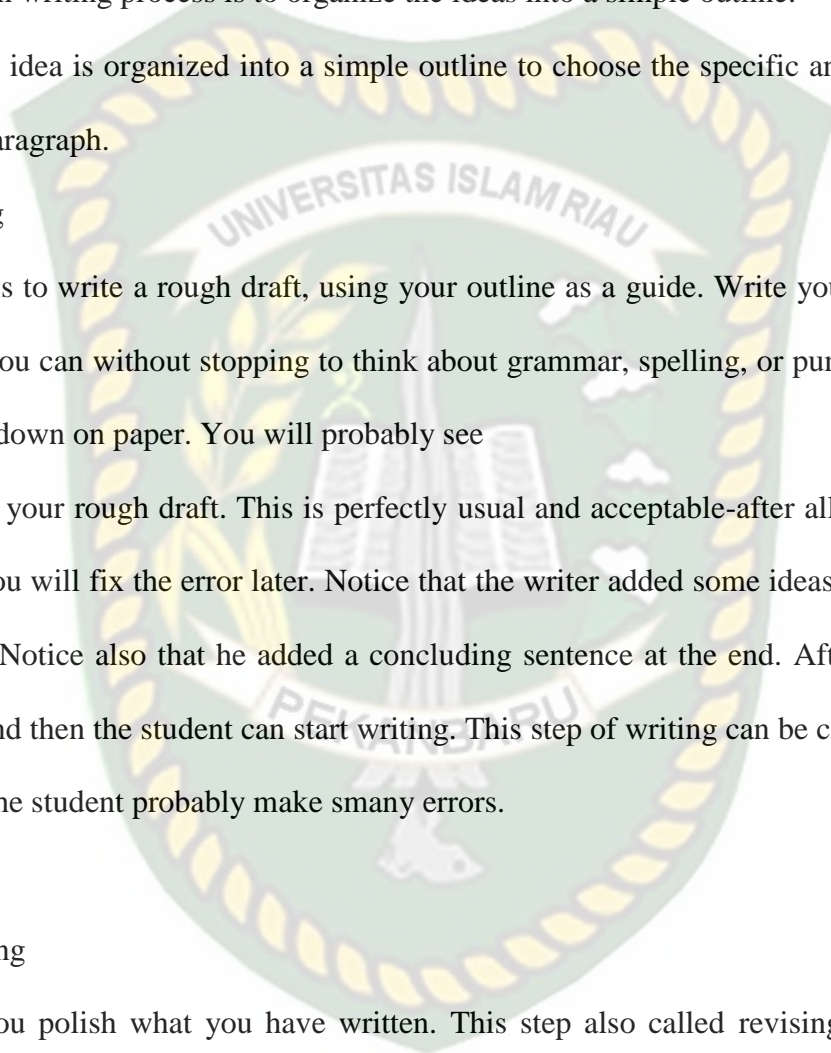 writing process is to organize the ideas into a simple outline.
idea is organized into a simple outline to choose the specific
aragraph.
g
s to write a rough draft, using your outline as a guide. Write
ou can without stopping to think about grammar, spelling, or
down on paper. You will probably see
your rough draft. This is perfectly usual and acceptable-after all
ou will fix the error later. Notice that the writer added some ideas
Notice also that he added a concluding sentence at the end.
nd then the student can start writing. This step of writing can be
he student probably make smany errors.
ng
ou polish what you have written. This step also called revising
UNIVERSITAS ISLAM RIAU
PEKANBARU